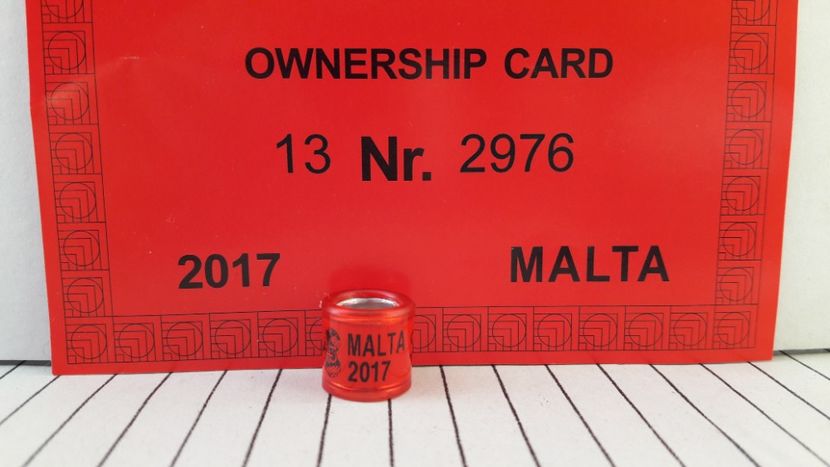 OWNERSHIP CARD
13 Nr. 2976
2017 MALTA
MALTA
2017